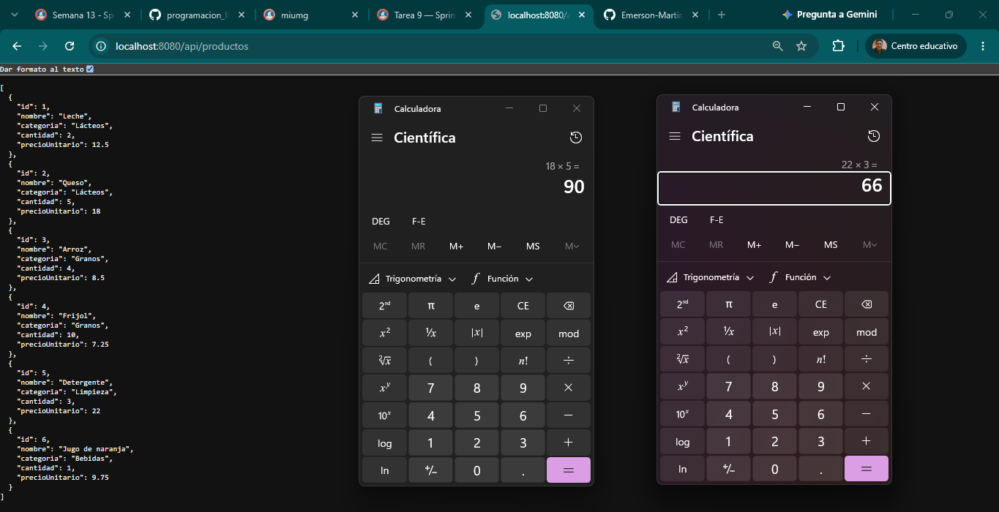 Semana 13 - Sp
programacion_I
miumg
Tarea 9 — Sprin
localhost:8080/a
Emerson-Martin
Pregunta a Gemini
localhost:8080/api/productos
Centro educativo
Dar formato al texto
[
{
"id": 1,
"nombre": "Leche",
"categoria": "Lácteos",
"cantidad": 2,
"precioUnitario": 12.5
},
{
"id": 2,
"nombre": "Queso",
"categoria": "Lácteos",
"cantidad": 5,
"precioUnitario": 18
},
{
"id": 3,
"nombre": "Arroz",
"categoria": "Granos",
"cantidad": 4,
"precioUnitario": 8.5
},
{
"id": 4,
"nombre": "Frijol",
"categoria": "Granos",
"cantidad": 10,
"precioUnitario": 7.25
},
{
"id": 5,
"nombre": "Detergente",
"categoria": "Limpieza",
"cantidad": 3,
"precioUnitario": 22
},
{
"id": 6,
"nombre": "Jugo de naranja",
"categoria": "Bebidas",
"cantidad": 1,
"precioUnitario": 9.75
}
]
Calculadora
Científica
18 × 5 =
90
DEG F-E
MC MR M+ M− MS M
Trigonometría Función
2nd π e CE
x² ¹/x |x| exp mod
²√x ( ) n! ÷
xʸ 7 8 9 ×
10ˣ 4 5 6 −
log 1 2 3 +
ln +/− 0 . =
Calculadora
Científica
22 × 3 =
66
DEG F-E
MC MR M+ M− MS M
Trigonometría Función
2nd π e CE
x² ¹/x |x| exp mod
²√x ( ) n! ÷
xʸ 7 8 9 ×
10ˣ 4 5 6 −
log 1 2 3 +
ln +/− 0 . =